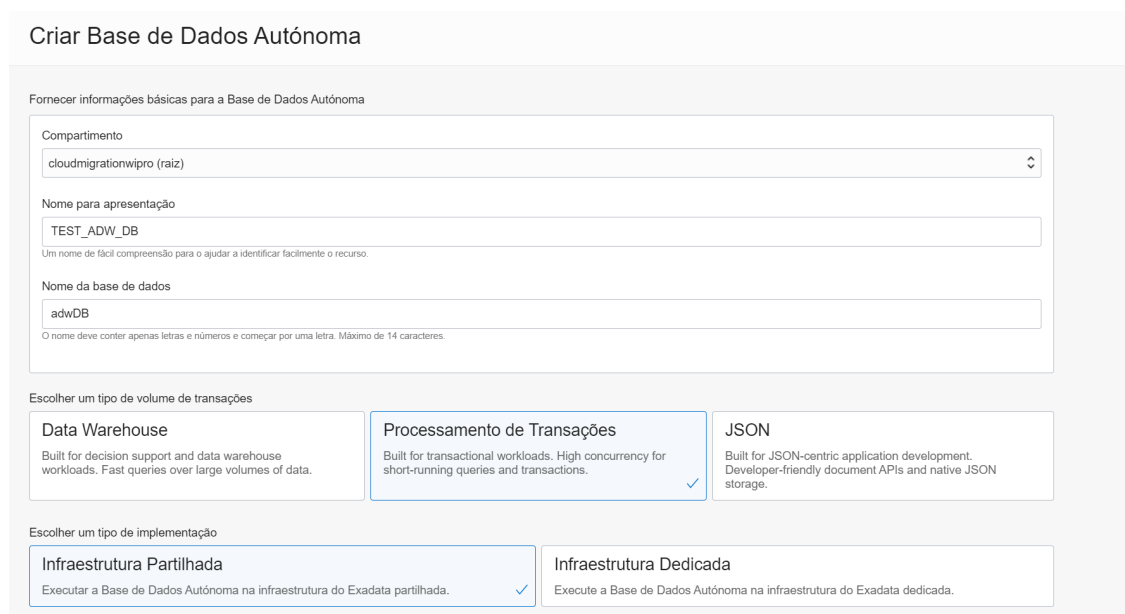 Criar Base de Dados Autónoma
Fornecer informações básicas para a Base de Dados Autónoma
Compartimento
cloudmigrationwipro (raiz)
Nome para apresentação
TEST_ADW_DB
Um nome de fácil compreensão para o ajudar a identificar facilmente o recurso.
Nome da base de dados
adwDB
O nome deve conter apenas letras e números e começar por uma letra. Máximo de 14 caracteres.
Escolher um tipo de volume de transações
Data Warehouse
Built for decision support and data warehouse
workloads. Fast queries over large volumes of data.
Processamento de Transações
Built for transactional workloads. High concurrency for
short-running queries and transactions.
JSON
Built for JSON-centric application development.
Developer-friendly document APIs and native JSON
storage.
Escolher um tipo de implementação
Infraestrutura Partilhada
Executar a Base de Dados Autónoma na infraestrutura do Exadata partilhada.
Infraestrutura Dedicada
Execute a Base de Dados Autónoma na infraestrutura do Exadata dedicada.